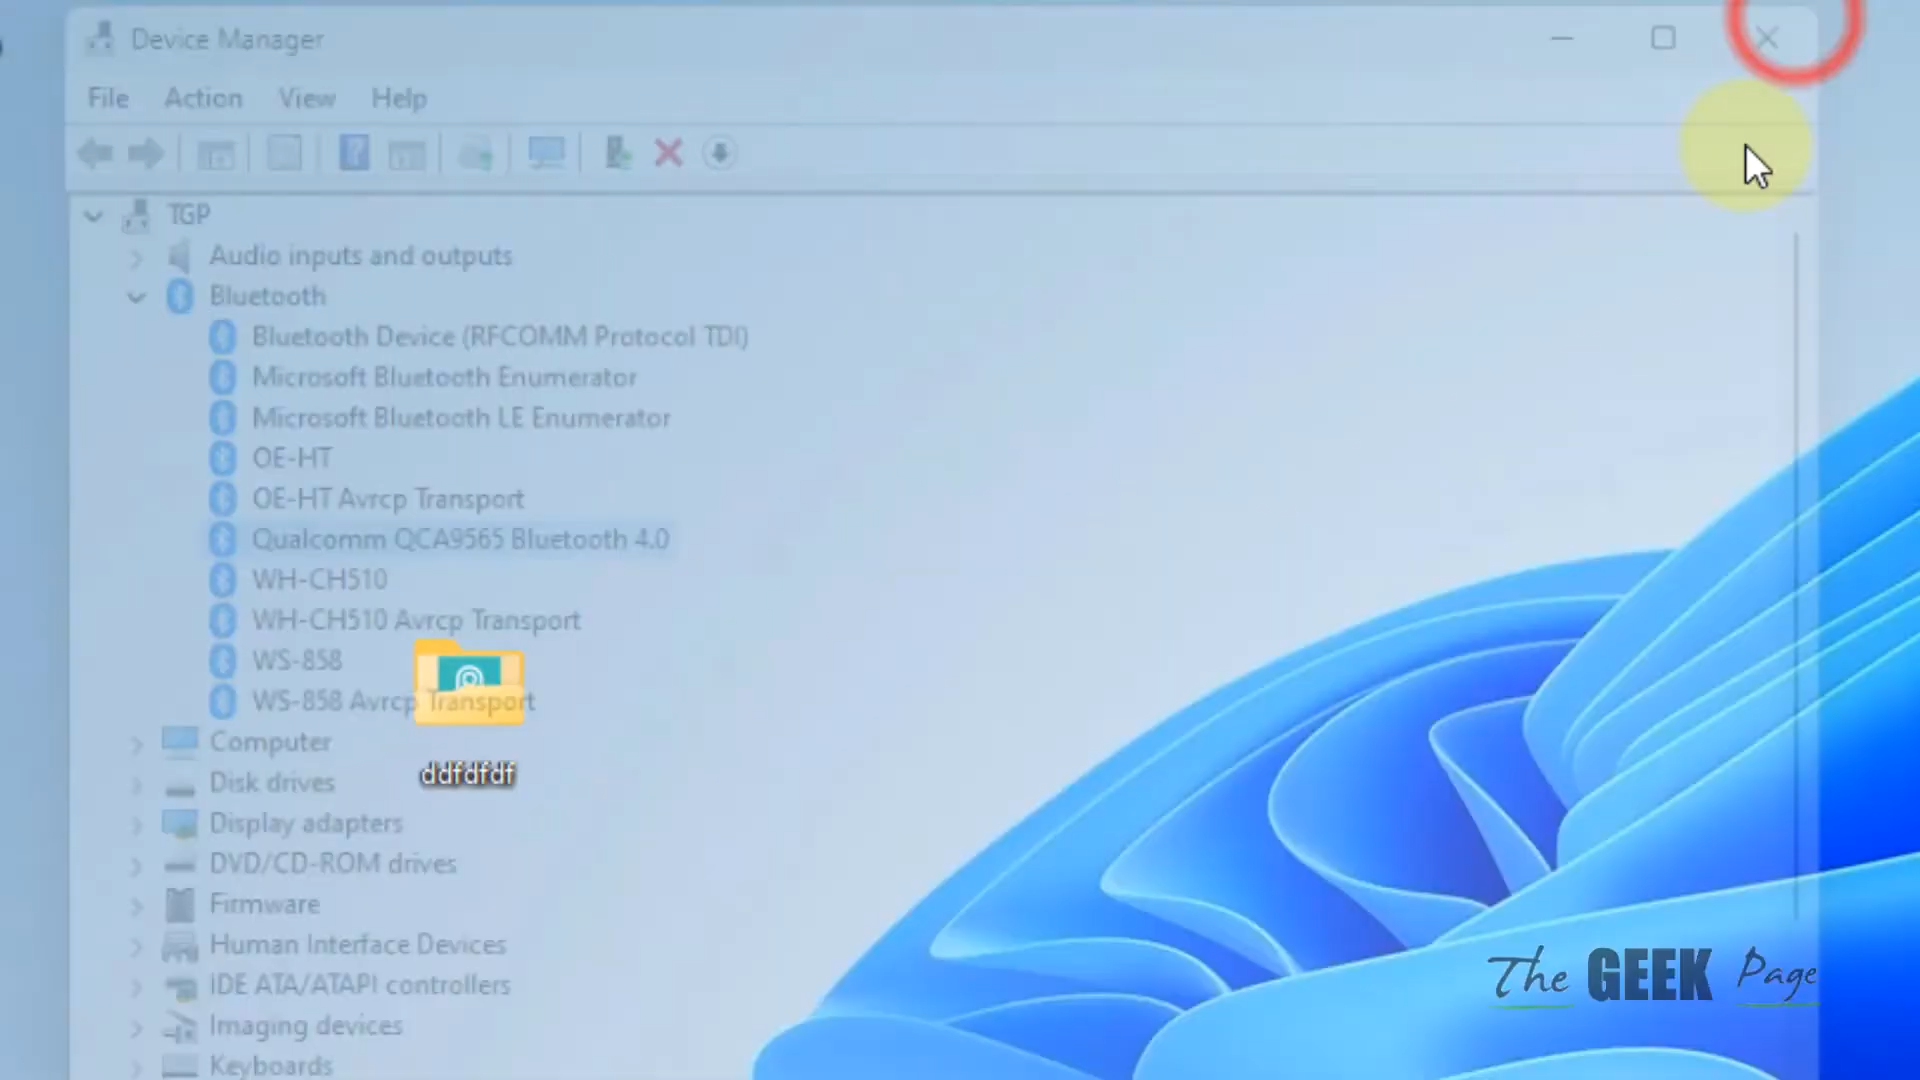 Device Manager
File Action View Help
TGP
Audio inputs and outputs
Bluetooth
Bluetooth Device (RFCOMM Protocol TDI)
Microsoft Bluetooth Enumerator
Microsoft Bluetooth LE Enumerator
OE-HT
OE-HT Avrcp Transport
Qualcomm QCA9565 Bluetooth 4.0
WH-CH510
WH-CH510 Avrcp Transport
WS-858
WS-858 Avrcp Transport
ddfdfdf
Computer
Disk drives
Display adapters
DVD/CD-ROM drives
Firmware
Human Interface Devices
IDE ATA/ATAPI controllers
Imaging devices
Keyboards
The GEEK Page